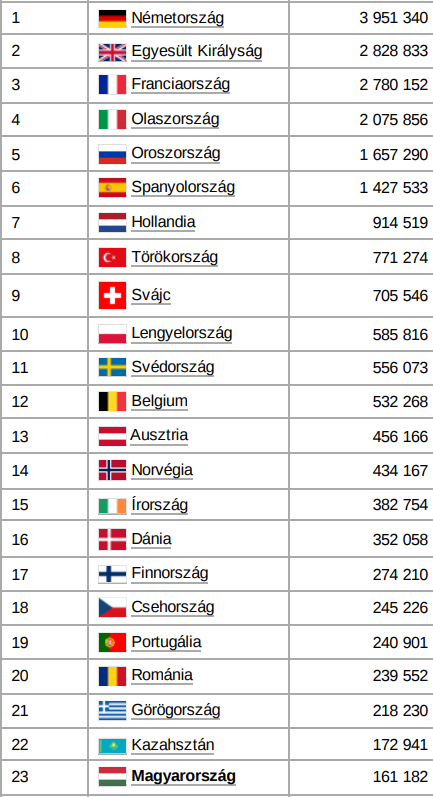 1 Németország 3 951 340
2 Egyesült Királyság 2 828 833
3 Franciaország 2 780 152
4 Olaszország 2 075 856
5 Oroszország 1 657 290
6 Spanyolország 1 427 533
7 Hollandia 914 519
8 Törökország 771 274
9 Svájc 705 546
10 Lengyelország 585 816
11 Svédország 556 073
12 Belgium 532 268
13 Ausztria 456 166
14 Norvégia 434 167
15 Írország 382 754
16 Dánia 352 058
17 Finnország 274 210
18 Csehország 245 226
19 Portugália 240 901
20 Románia 239 552
21 Görögország 218 230
22 Kazahsztán 172 941
23 Magyarország 161 182